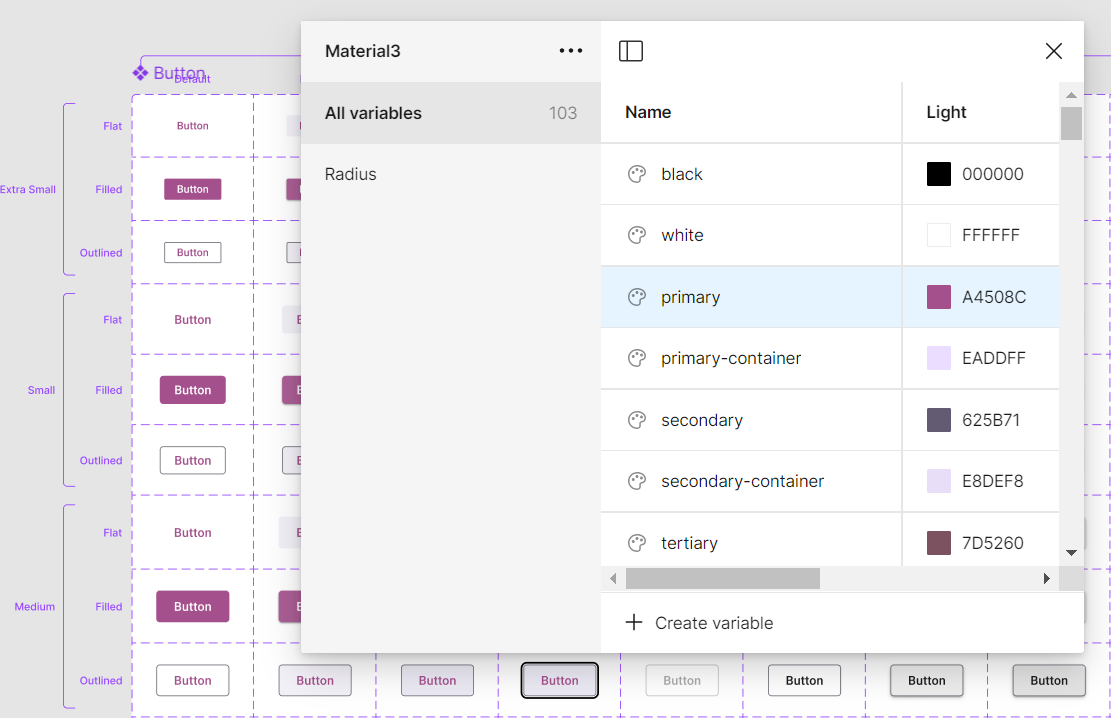 Button
Default
Material3
All variables 103
Radius
Name Light
black 000000
white FFFFFF
primary A4508C
primary-container EADDFF
secondary 625B71
secondary-container E8DEF8
tertiary 7D5260
Create variable
Extra Small
Flat Button
Filled Button
Outlined Button
Small
Flat Button
Filled Button
Outlined Button
Medium
Flat Button
Filled Button
Outlined Button Button Button Button Button Button Button Button